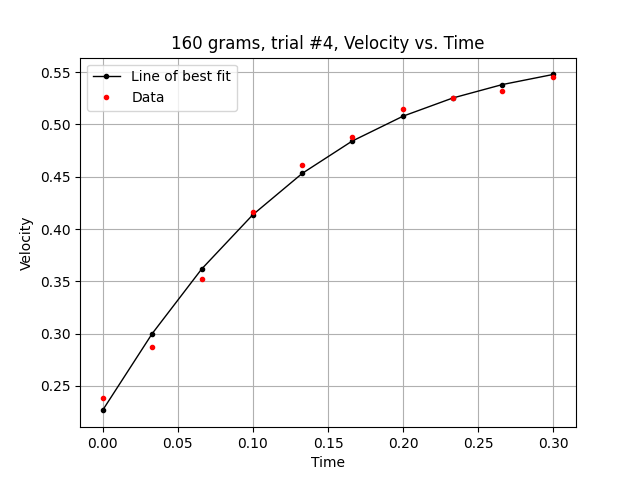 160 grams, trial #4, Velocity vs. Time
Line of best fit
Data
Velocity
0.55
0.50
0.45
0.40
0.35
0.30
0.25
0.00 0.05 0.10 0.15 0.20 0.25 0.30
Time